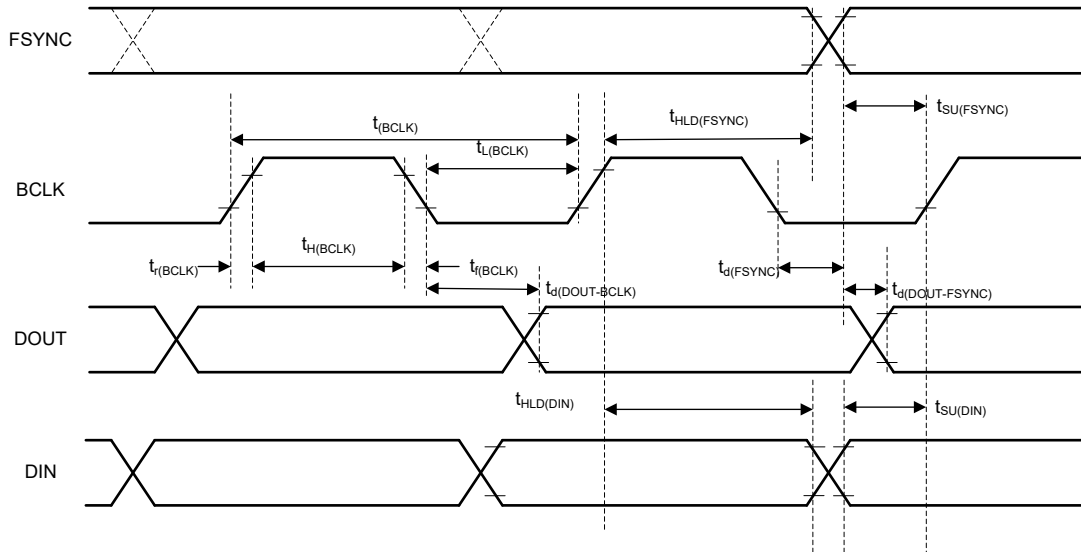 FSYNC
t(BCLK)
tHLD(FSYNC)
tSU(FSYNC)
tL(BCLK)
BCLK
tH(BCLK)
tr(BCLK)
tf(BCLK)
td(FSYNC)
td(DOUT-BCLK)
td(DOUT-FSYNC)
DOUT
tHLD(DIN)
tSU(DIN)
DIN